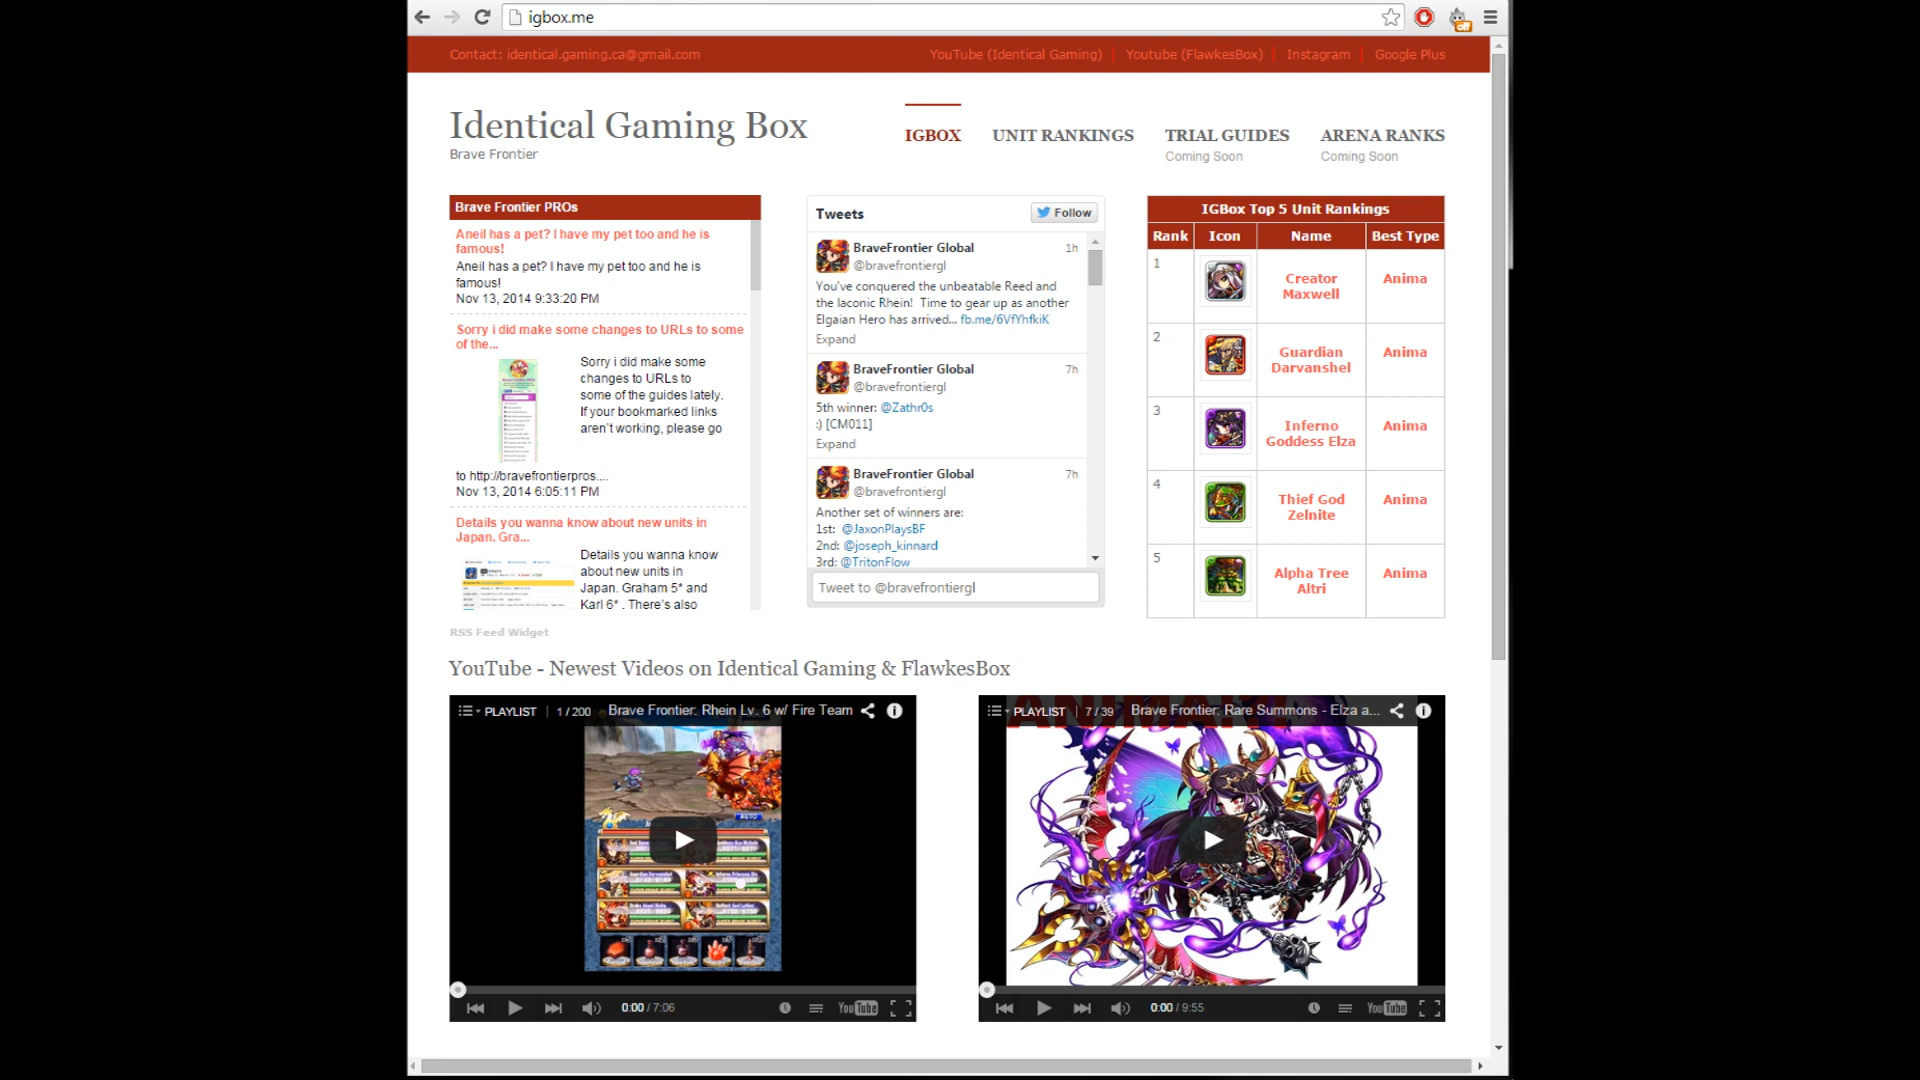 igbox.me
off
Contact: identical.gaming.ca@gmail.com
YouTube (Identical Gaming)
Youtube (FlawkesBox)
Instagram
Google Plus
Identical Gaming Box
Brave Frontier
IGBOX
UNIT RANKINGS
TRIAL GUIDES
Coming Soon
ARENA RANKS
Coming Soon
Brave Frontier PROs
Aneil has a pet? I have my pet too and he is
famous!
Aneil has a pet? I have my pet too and he is
famous!
Nov 13, 2014 9:33:20 PM
Sorry i did make some changes to URLs to some
of the...
Sorry i did make some
changes to URLs to
some of the guides lately.
If your bookmarked links
aren't working, please go
to http://bravefrontierpros....
Nov 13, 2014 6:05:11 PM
Details you wanna know about new units in
Japan. Gra...
Details you wanna know
about new units in
Japan. Graham 5* and
Karl 6* . There's also
RSS Feed Widget
Tweets
Follow
BraveFrontier Global
1h
@bravefrontiergl
You've conquered the unbeatable Reed and
the laconic Rhein! Time to gear up as another
Elgaian Hero has arrived... fb.me/6VfYhfkiK
Expand
BraveFrontier Global
7h
@bravefrontiergl
5th winner: @Zathr0s
:) [CM011]
Expand
BraveFrontier Global
7h
@bravefrontiergl
Another set of winners are:
1st: @JaxonPlaysBF
2nd: @joseph_kinnard
3rd: @TritonFlow
Tweet to @bravefrontiergl
IGBox Top 5 Unit Rankings
Rank Icon Name Best Type
1 Creator
Maxwell
Anima
2 Guardian
Darvanshel
Anima
3 Inferno
Goddess Elza
Anima
4 Thief God
Zelnite
Anima
5 Alpha Tree
Altri
Anima
YouTube - Newest Videos on Identical Gaming & FlawkesBox
PLAYLIST 1 / 200 Brave Frontier: Rhein Lv. 6 w/ Fire Team
AUTO
0:00 / 7:06
YouTube
PLAYLIST 7 / 39 Brave Frontier: Rare Summons - Elza a...
0:00 / 9:55
YouTube